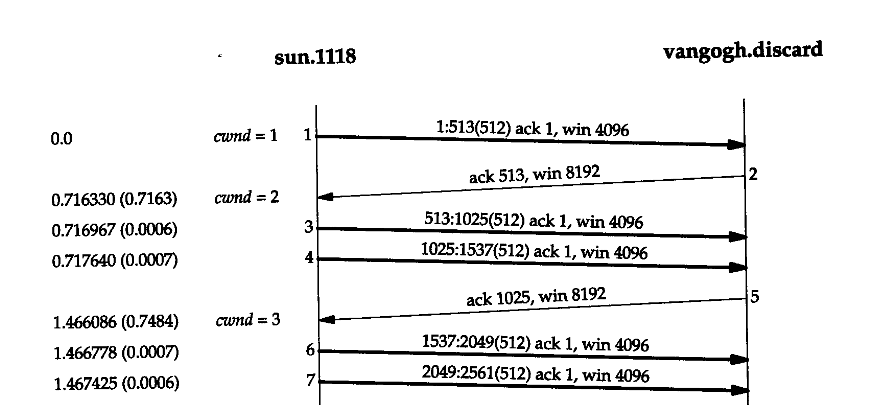 sun.1118 vangogh.discard
0.0 cwnd = 1 1 1:513(512) ack 1, win 4096
ack 513, win 8192 2
0.716330 (0.7163) cwnd = 2
0.716967 (0.0006) 3 513:1025(512) ack 1, win 4096
0.717640 (0.0007) 4 1025:1537(512) ack 1, win 4096
ack 1025, win 8192 5
1.466086 (0.7484) cwnd = 3
1.466778 (0.0007) 6 1537:2049(512) ack 1, win 4096
1.467425 (0.0006) 7 2049:2561(512) ack 1, win 4096